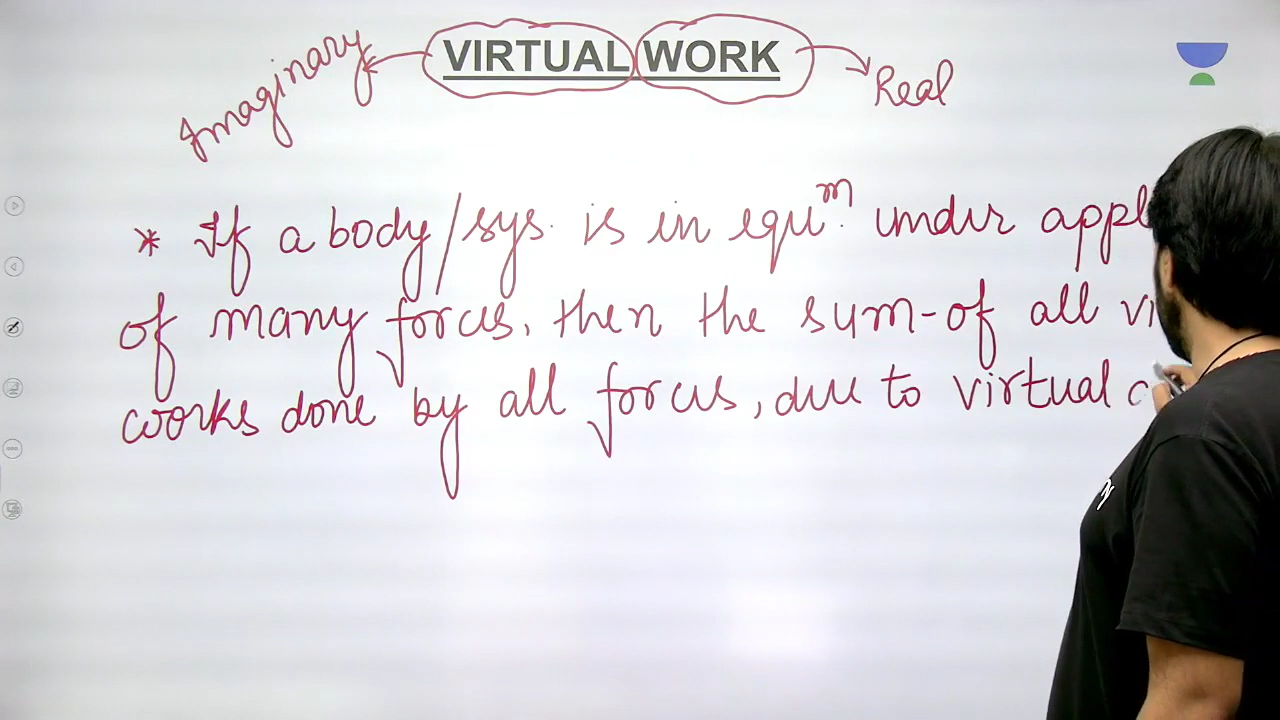 VIRTUAL WORK
Imaginary
Real
* If a body/sys. is in equm. under appl
of many forces, then the sum-of all vi
works done by all forces, due to virtual